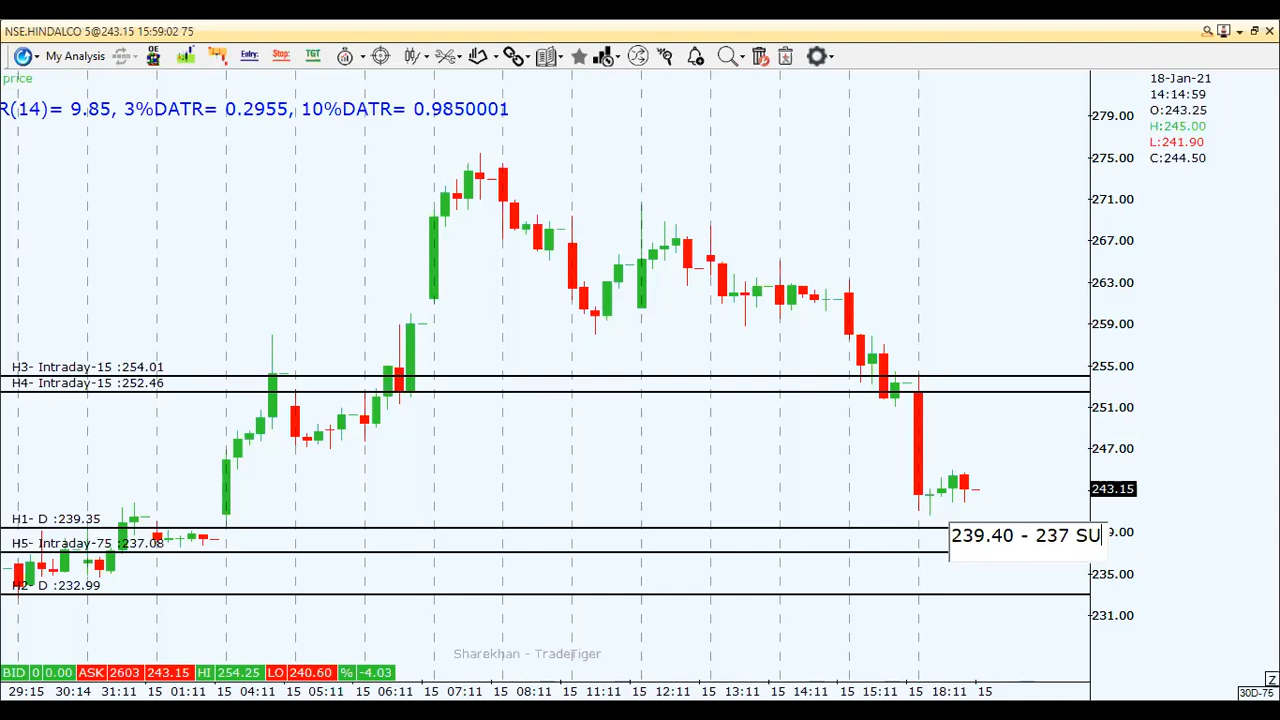 NSE.HINDALCO 5@243.15 15:59:02 75
My Analysis
OE
Entry
Stop
TGT
price
R(14)= 9.85, 3%DATR= 0.2955, 10%DATR= 0.9850001
18-Jan-21
14:14:59
O:243.25
H:245.00
L:241.90
C:244.50
279.00
275.00
271.00
267.00
263.00
259.00
255.00
251.00
247.00
243.15
9.00
235.00
231.00
H3- Intraday-15 :254.01
H4- Intraday-15 :252.46
H1- D :239.35
H5- Intraday-75 :237.08
H2- D :232.99
239.40 - 237 SU
Sharekhan - TradeTiger
BID 0 0.00 ASK 2603 243.15 HI 254.25 LO 240.60 % -4.03
29:15 30:14 31:11 15 01:11 15 04:11 15 05:11 15 06:11 15 07:11 15 08:11 15 11:11 15 12:11 15 13:11 15 14:11 15 15:11 15 18:11 15
Z
30D-75